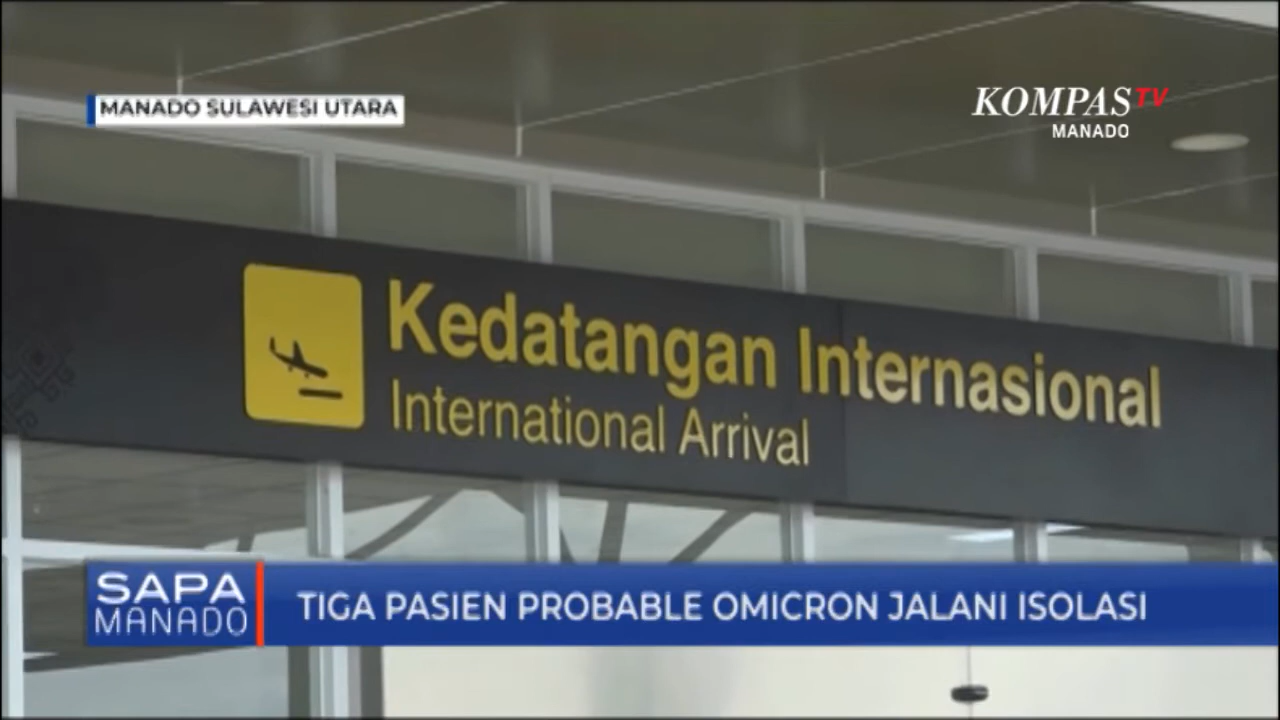 MANADO SULAWESI UTARA
KOMPAS TV
MANADO
Kedatangan Internasional
International Arrival
SAPA
MANADO
TIGA PASIEN PROBABLE OMICRON JALANI ISOLASI